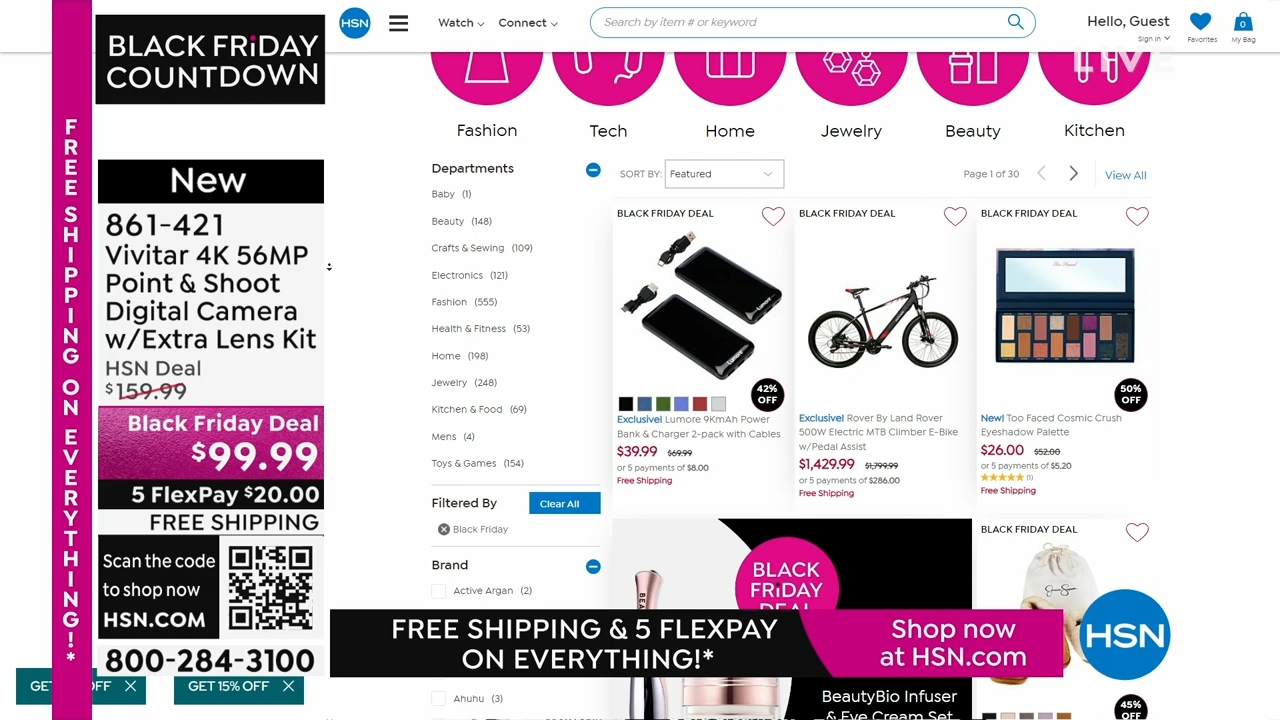 FREE SHIPPING ON EVERYTHING!*
BLACK FRiDAY
COUNTDOWN
New
861-421
Vivitar 4K 56MP
Point & Shoot
Digital Camera
w/Extra Lens Kit
HSN Deal
$159.99
Black Friday Deal
$99.99
5 FlexPay $20.00
FREE SHIPPING
Scan the code
to shop now
HSN.COM
800-284-3100
GET
OFF
GET 15% OFF
HSN
Watch
Connect
Search by item # or keyword
Hello, Guest
Sign in
Favorites
0
My Bag
LIVE
Fashion
Tech
Home
Jewelry
Beauty
Kitchen
Departments
Baby (1)
Beauty (148)
Crafts & Sewing (109)
Electronics (121)
Fashion (555)
Health & Fitness (53)
Home (198)
Jewelry (248)
Kitchen & Food (69)
Mens (4)
Toys & Games (154)
Filtered By
Clear All
Black Friday
Brand
Active Argan (2)
Ahuhu (3)
SORT BY:
Featured
Page 1 of 30
View All
BLACK FRIDAY DEAL
42%
OFF
Exclusive! Lumore 9KmAh Power
Bank & Charger 2-pack with Cables
$39.99 $69.99
or 5 payments of $8.00
Free Shipping
BLACK FRIDAY DEAL
Exclusive! Rover By Land Rover
500W Electric MTB Climber E-Bike
w/Pedal Assist
$1,429.99 $1,799.99
or 5 payments of $286.00
Free Shipping
BLACK FRIDAY DEAL
50%
OFF
New! Too Faced Cosmic Crush
Eyeshadow Palette
$26.00 $52.00
or 5 payments of $5.20
(1)
Free Shipping
BLACK
FRiDAY
DEAL
BeautyBio Infuser
& Eye Cream Set
BLACK FRIDAY DEAL
45%
OFF
FREE SHIPPING & 5 FLEXPAY
ON EVERYTHING!*
Shop now
at HSN.com
HSN